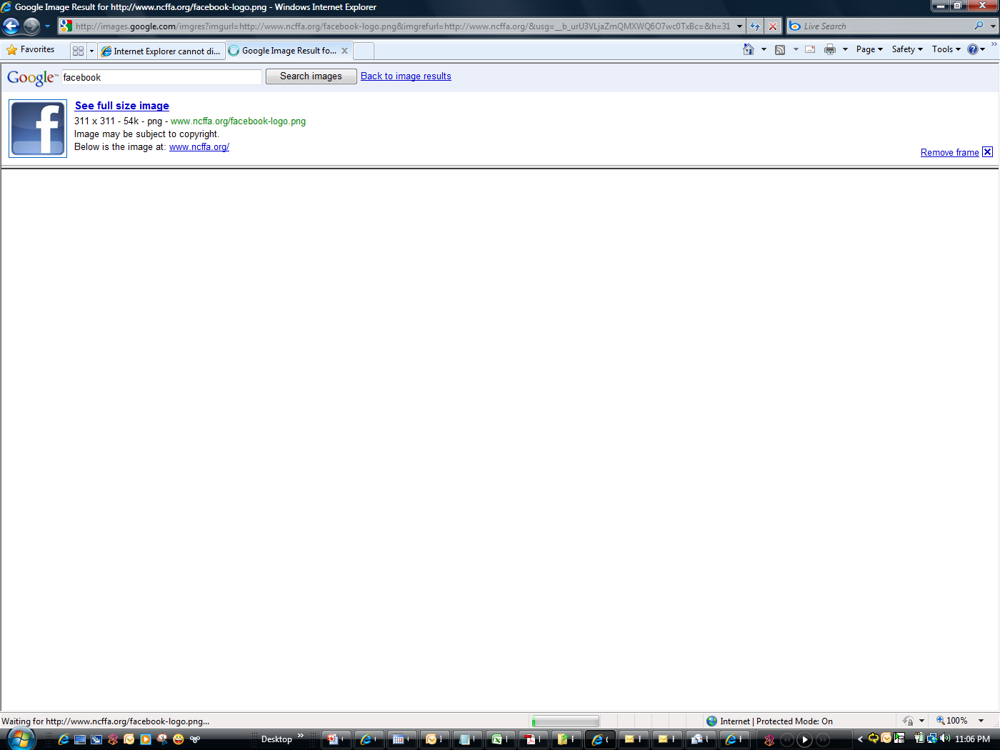 Google Image Result for http://www.ncffa.org/facebook-logo.png - Windows Internet Explorer
http://images.google.com/imgres?imgurl=http://www.ncffa.org/facebook-logo.png&imgrefurl=http://www.ncffa.org/&usg=__b_urU3VLjaZmQMXWQ6O7wc0TxBc=&h=31
Live Search
Favorites
Internet Explorer cannot di...
Google Image Result fo...
Page
Safety
Tools
Google™
facebook
Search images
Back to image results
f
See full size image
311 x 311 - 54k - png - www.ncffa.org/facebook-logo.png
Image may be subject to copyright.
Below is the image at: www.ncffa.org/
Remove frame
Waiting for http://www.ncffa.org/facebook-logo.png...
Internet | Protected Mode: On
100%
Desktop
11:06 PM